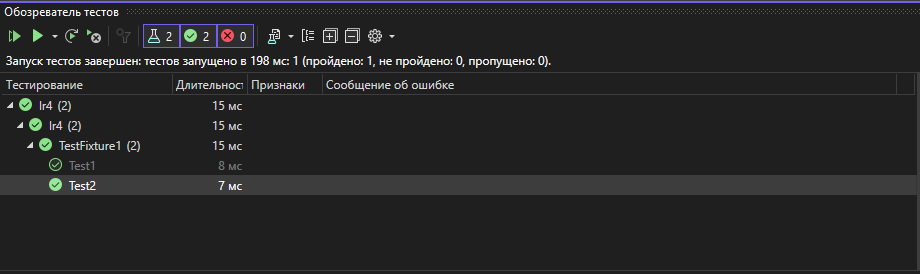 Обозреватель тестов
2 2 0
Запуск тестов завершен: тестов запущено в 198 мс: 1 (пройдено: 1, не пройдено: 0, пропущено: 0).
Тестирование Длительност Признаки Сообщение об ошибке
lr4 (2) 15 мс
lr4 (2) 15 мс
TestFixture1 (2) 15 мс
Test1 8 мс
Test2 7 мс